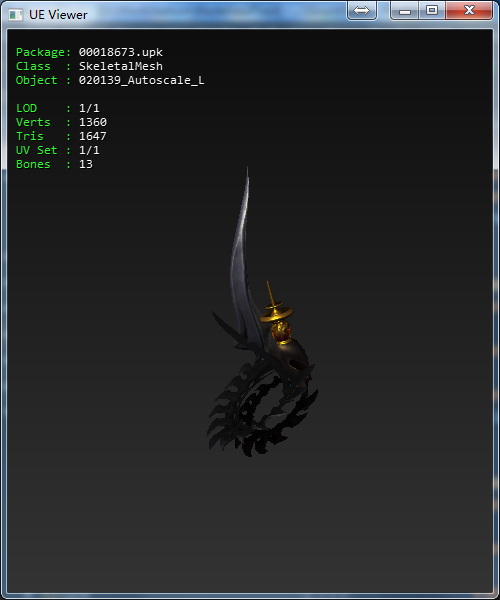 UE Viewer
Package: 00018673.upk
Class : SkeletalMesh
Object : 020139_Autoscale_L
LOD : 1/1
Verts : 1360
Tris : 1647
UV Set : 1/1
Bones : 13